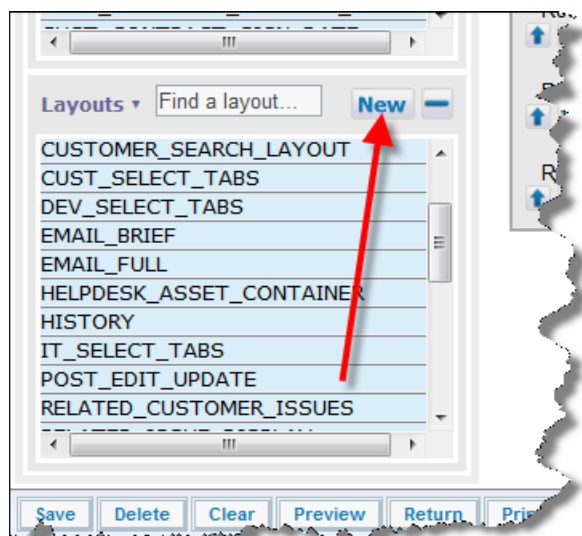 Layouts ▾ Find a layout... New
CUSTOMER_SEARCH_LAYOUT
CUST_SELECT_TABS
DEV_SELECT_TABS
EMAIL_BRIEF
EMAIL_FULL
HELPDESK_ASSET_CONTAINER
HISTORY
IT_SELECT_TABS
POST_EDIT_UPDATE
RELATED_CUSTOMER_ISSUES
Save Delete Clear Preview Return